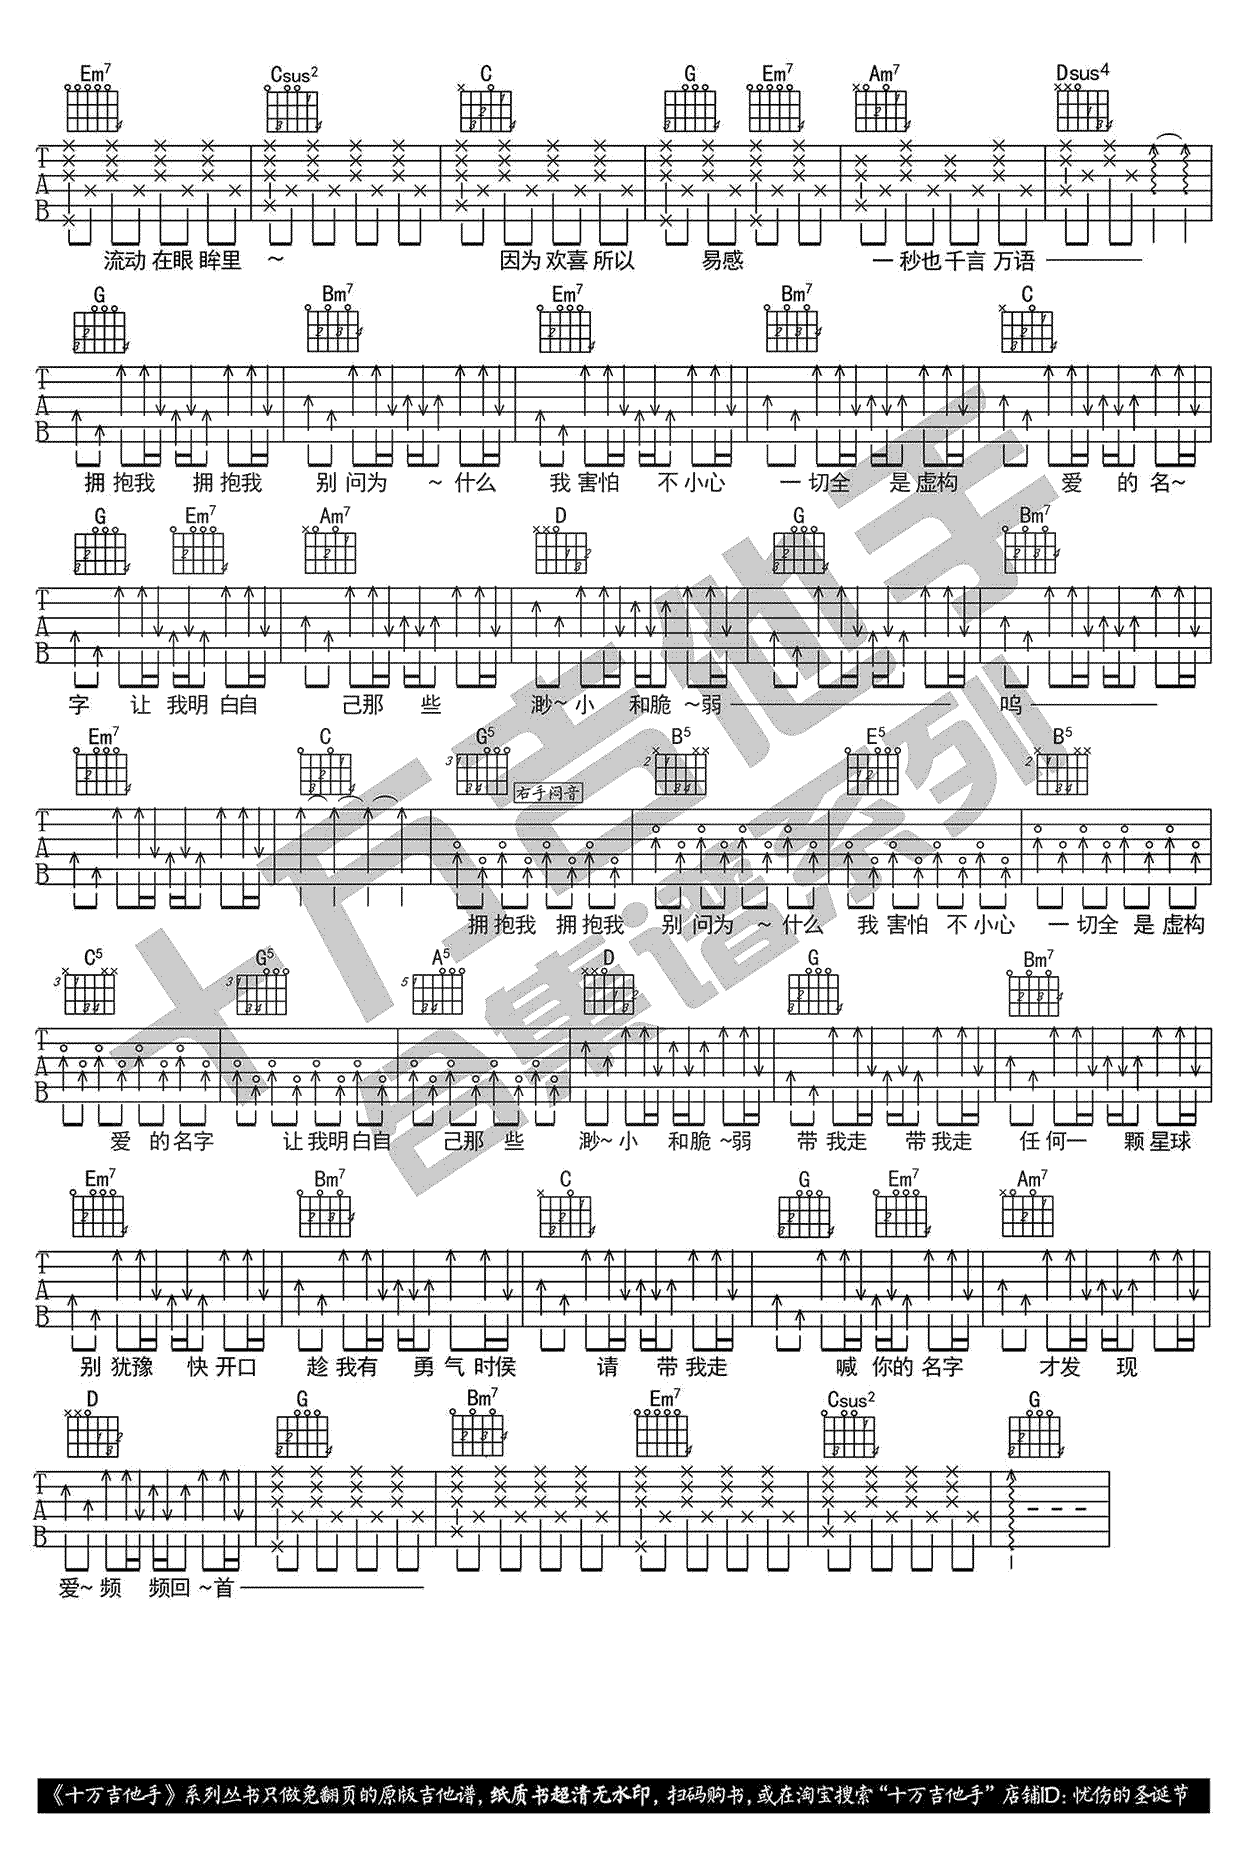 Em7 Csus2 C G Em7 Am7 Dsus4
流动 在眼 眸里 ~ 因为 欢喜 所以 易感 一 秒也 千言 万语
G Bm7 Em7 Bm7 C
拥 抱我 拥 抱我 别 问为 ~ 什么 我 害怕 不 小心 一 切全 是 虚构 爱 的 名~
G Em7 Am7 D G Bm7
字 让 我明 白自 己那 些 渺~ 小 和脆 ~弱 呜
Em7 C G5 B5 E5 B5
右手闷音
拥 抱我 拥 抱我 别 问为 ~ 什么 我 害怕 不 小心 一 切全 是 虚构
C5 G5 A5 D G Bm7
爱 的 名字 让 我明 白自 己那 些 渺~ 小 和脆 ~弱 带 我走 带 我走 任 何一 颗 星球
Em7 Bm7 C G Em7 Am7
别 犹豫 快 开口 趁 我有 勇 气 时侯 请 带 我走 喊 你的 名字 才发 现
D G Bm7 Em7 Csus2 G
爱~ 频 频回 ~首
十万吉他手
合集谱系列
《十万吉他手》系列丛书只做免翻页的原版吉他谱，纸质书超清无水印，扫码购书，或在淘宝搜索“十万吉他手”店铺ID：忧伤的圣诞节